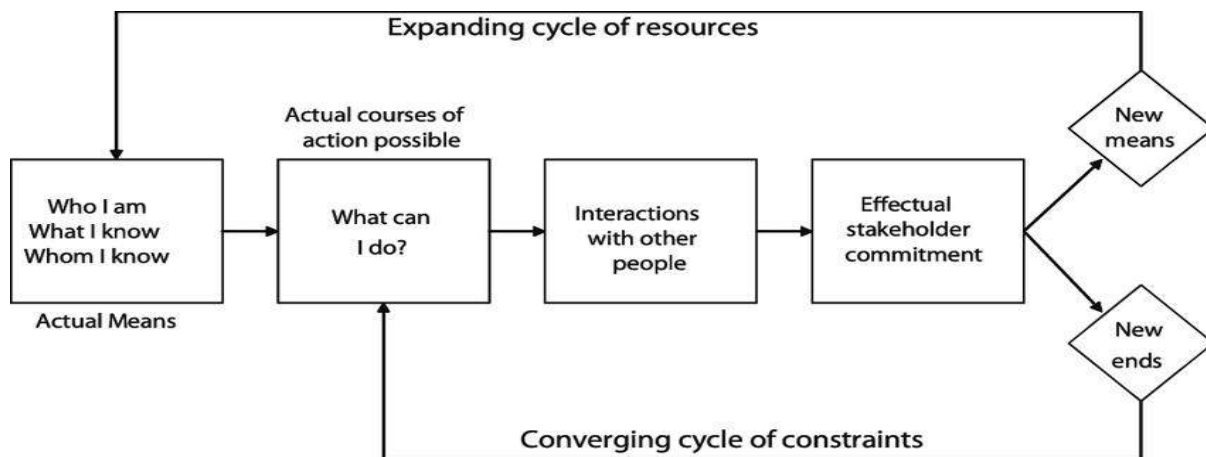 Expanding cycle of resources
Actual courses of
action possible
Who I am
What I know
Whom I know
Actual Means
What can
I do?
Interactions
with other
people
Effectual
stakeholder
commitment
New
means
New
ends
Converging cycle of constraints